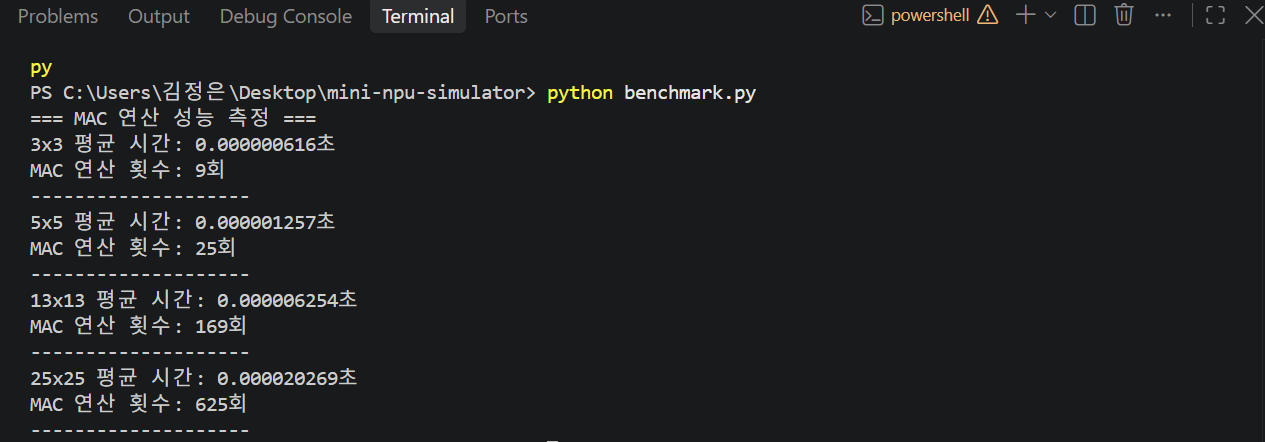 Problems Output Debug Console Terminal Ports powershell
py
PS C:\Users\김정은\Desktop\mini-npu-simulator> python benchmark.py
=== MAC 연산 성능 측정 ===
3x3 평균 시간: 0.000000616초
MAC 연산 횟수: 9회
--------------------
5x5 평균 시간: 0.000001257초
MAC 연산 횟수: 25회
--------------------
13x13 평균 시간: 0.000006254초
MAC 연산 횟수: 169회
--------------------
25x25 평균 시간: 0.000020269초
MAC 연산 횟수: 625회
--------------------